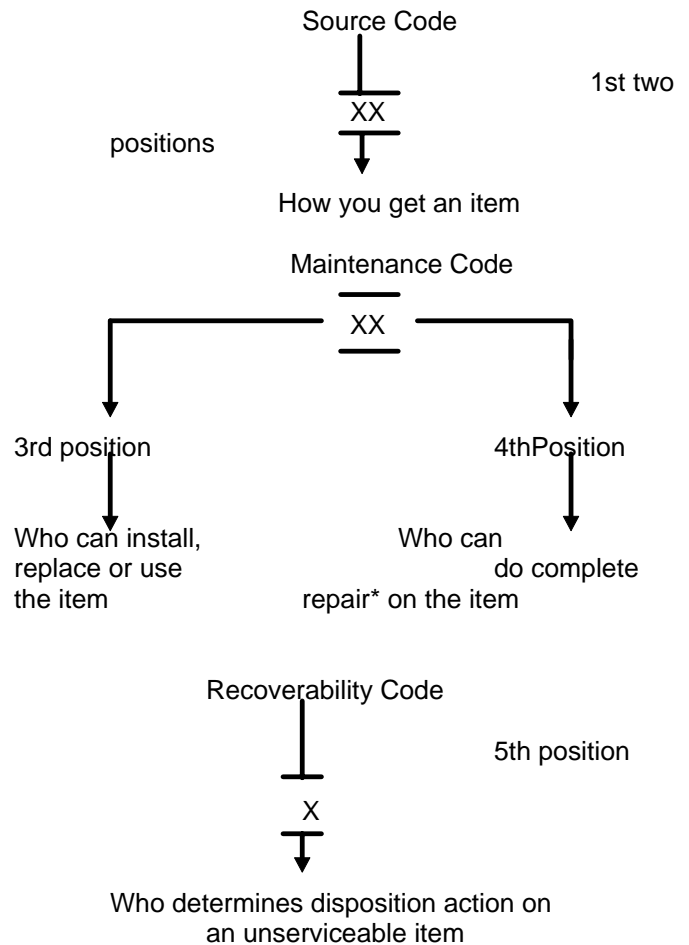 Source Code
1st two
XX
positions
How you get an item
Maintenance Code
XX
3rd position
4thPosition
Who can install,
replace or use
the item
Who can
do complete
repair* on the item
Recoverability Code
5th position
X
Who determines disposition action on
an unserviceable item